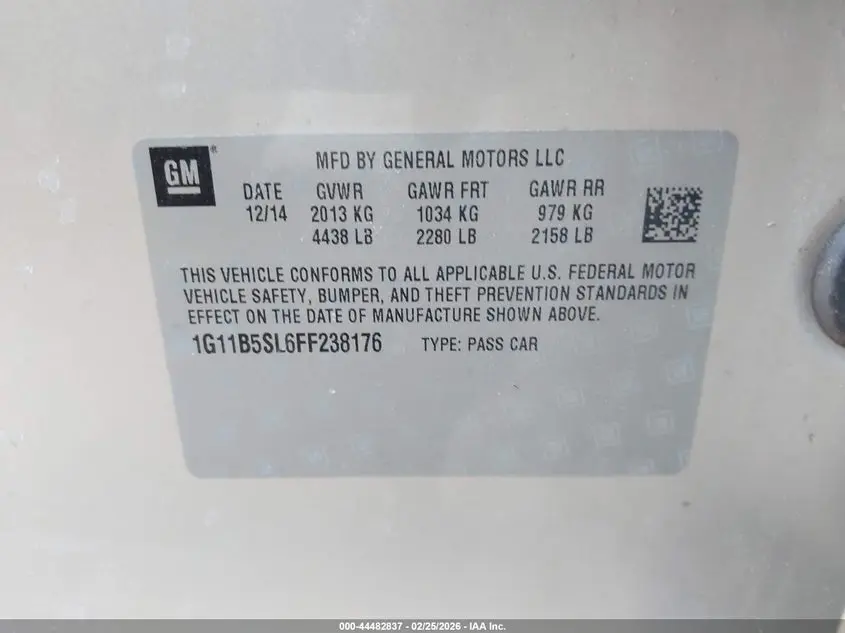 GM®
MFD BY GENERAL MOTORS LLC
DATE GVWR GAWR FRT GAWR RR
12/14 2013 KG 1034 KG 979 KG
4438 LB 2280 LB 2158 LB
THIS VEHICLE CONFORMS TO ALL APPLICABLE U.S. FEDERAL MOTOR
VEHICLE SAFETY, BUMPER, AND THEFT PREVENTION STANDARDS IN
EFFECT ON THE DATE OF MANUFACTURE SHOWN ABOVE.
1G11B5SL6FF238176 TYPE: PASS CAR
000-44482837 - 02/25/2026 - IAA Inc.